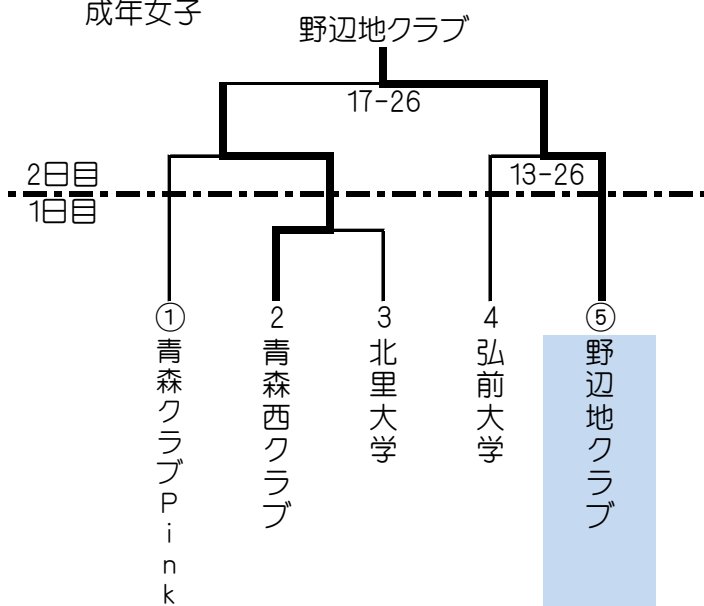 成年女子
野辺地クラブ
17-26
2日目
13-26
1日目
① 青森クラブPink
2 青森西クラブ
3 北里大学
4 弘前大学
⑤ 野辺地クラブ